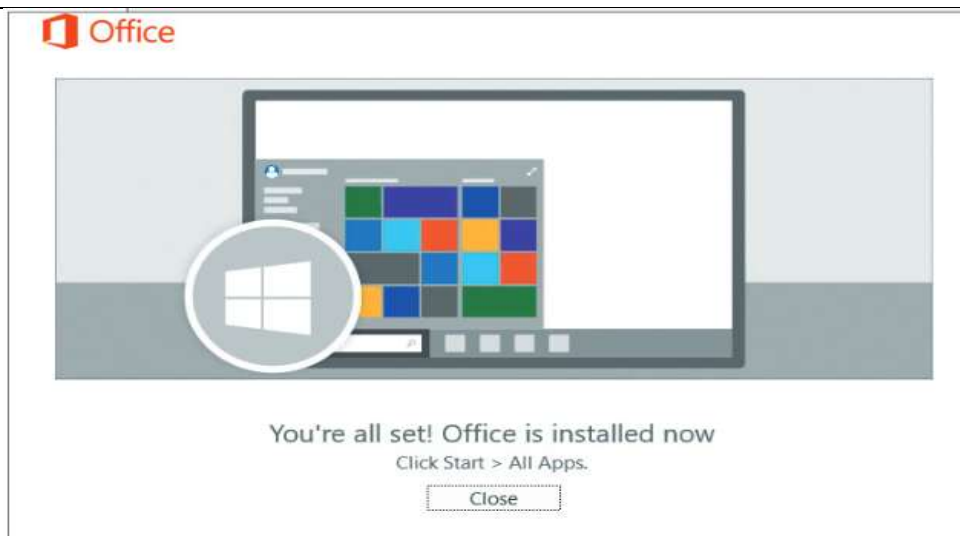 Office
You're all set! Office is installed now
Click Start > All Apps.
Close